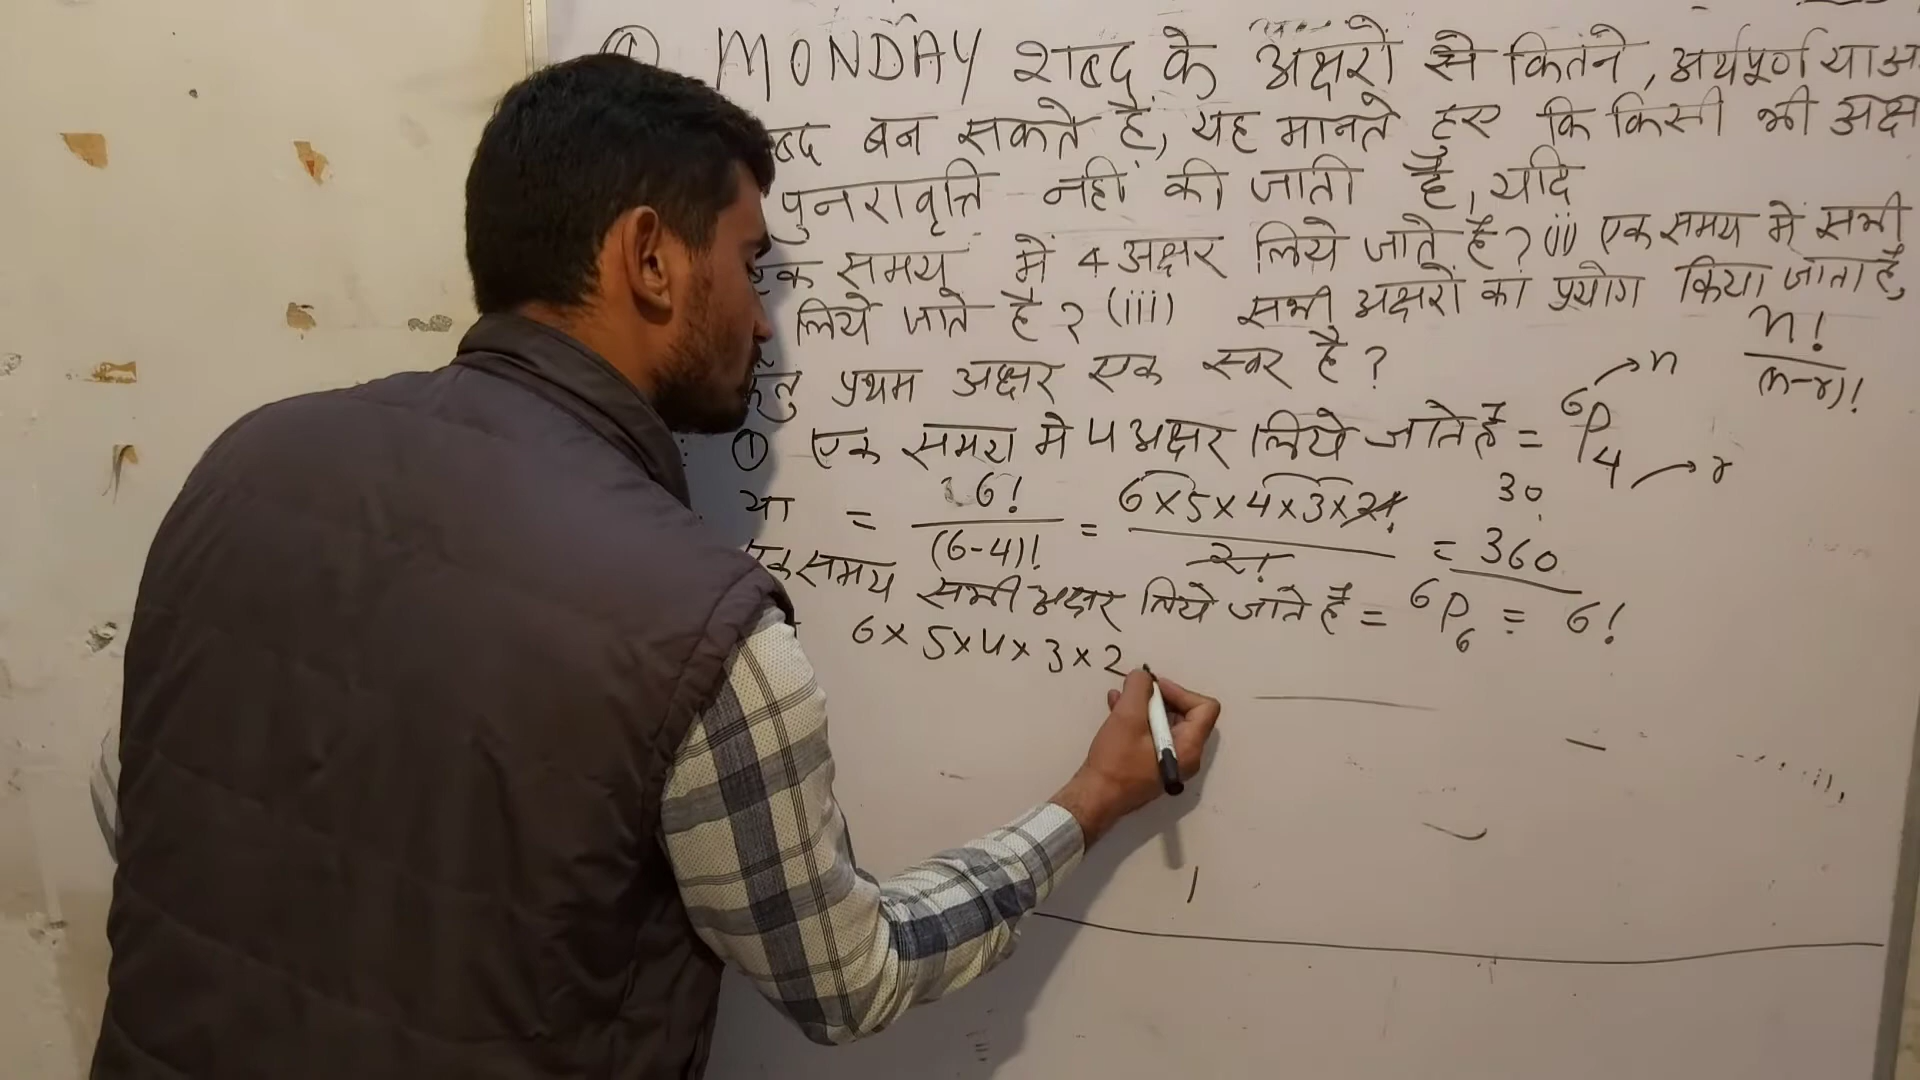 MONDAY शब्द के अक्षरों से कितने, अर्थपूर्ण या
बन सकते हैं, यह मानते हुए कि किसी भी
पुनरावृत्ति नहीं की जाती है, यदि
समय में 4 अक्षर लिये जाते है? (ii) एक समय में सभी
लिये जाते है? (iii) सभी अक्षरों का प्रयोग किया जाता है,
प्रथम अक्षर एक स्वर है?
n!
(n-r)!
① एक समय मे 4 अक्षर लिये जाते है = ⁶P₄
→n
→r
या = 6!/(6-4)! = 6×5×4×3×2!/2! = 360
30
समय सभी अक्षर लिये जाते है = ⁶P₆ = 6!
6×5×4×3×2